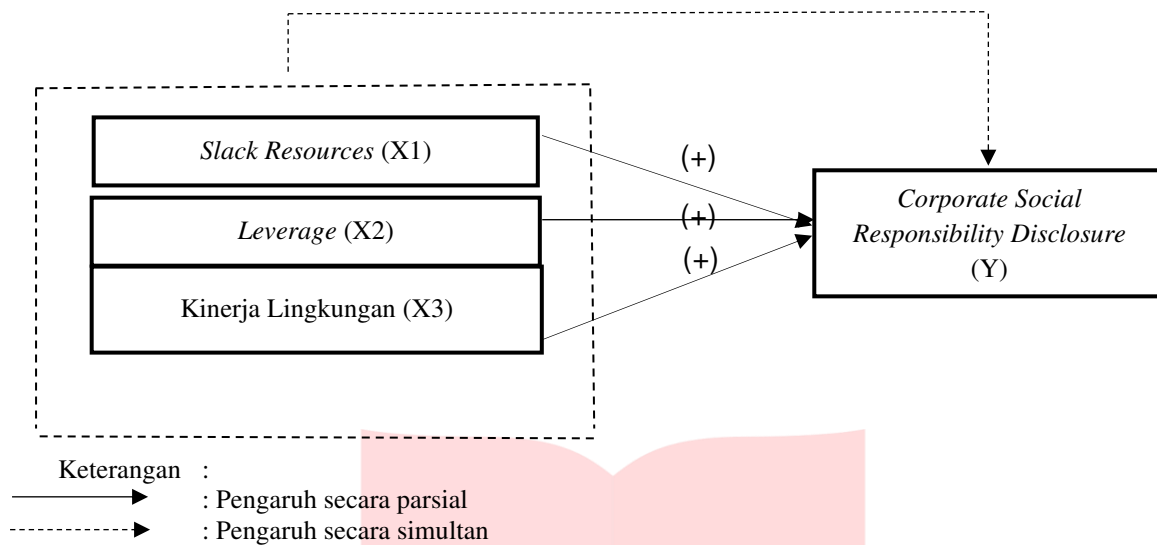 Slack Resources (X1)
(+)
Leverage (X2)
(+)
Kinerja Lingkungan (X3)
(+)
Corporate Social
Responsibility Disclosure
(Y)
Keterangan :
: Pengaruh secara parsial
: Pengaruh secara simultan